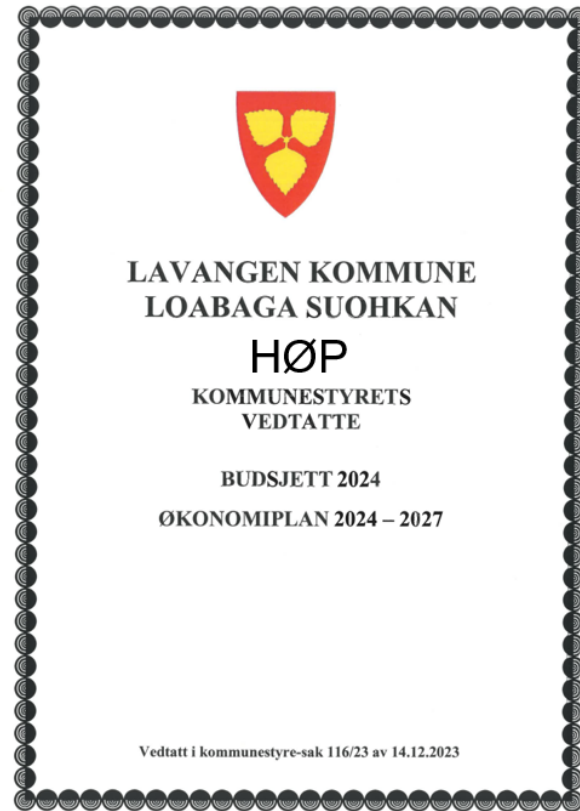 LAVANGEN KOMMUNE
LOABAGA SUOHKAN
HØP
KOMMUNESTYRETS
VEDTATTE
BUDSJETT 2024
ØKONOMIPLAN 2024 – 2027
Vedtatt i kommunestyre-sak 116/23 av 14.12.2023